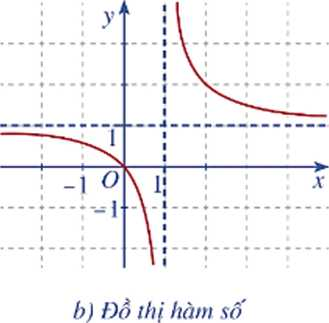 y
1
-1 O 1 x
-1
b) Đồ thị hàm số